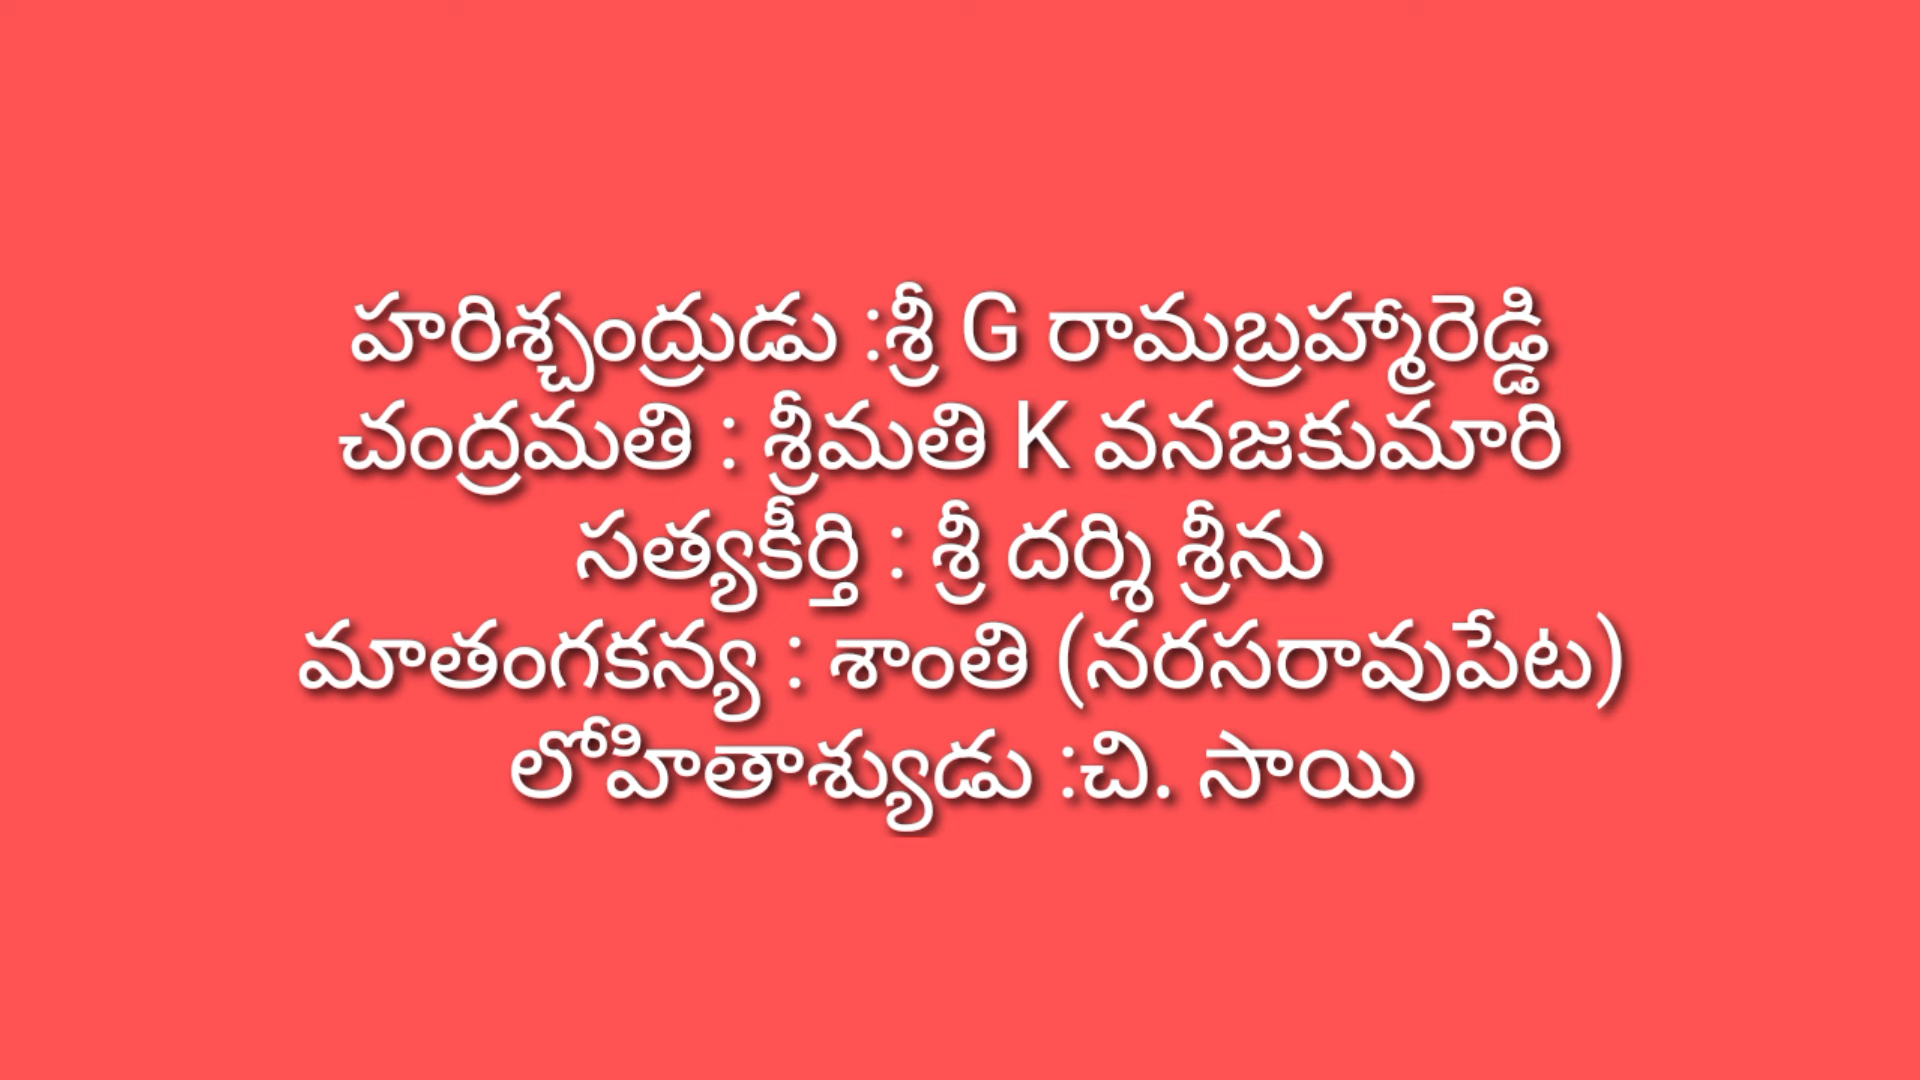 హరిశ్చంద్రుడు :శ్రీ G రామబ్రహ్మారెడ్డి
చంద్రమతి : శ్రీమతి K వనజకుమారి
సత్యకీర్తి : శ్రీ దర్శి శ్రీను
మాతంగకన్య : శాంతి (నరసరావుపేట)
లోహితాశ్యుడు :చి. సాయి